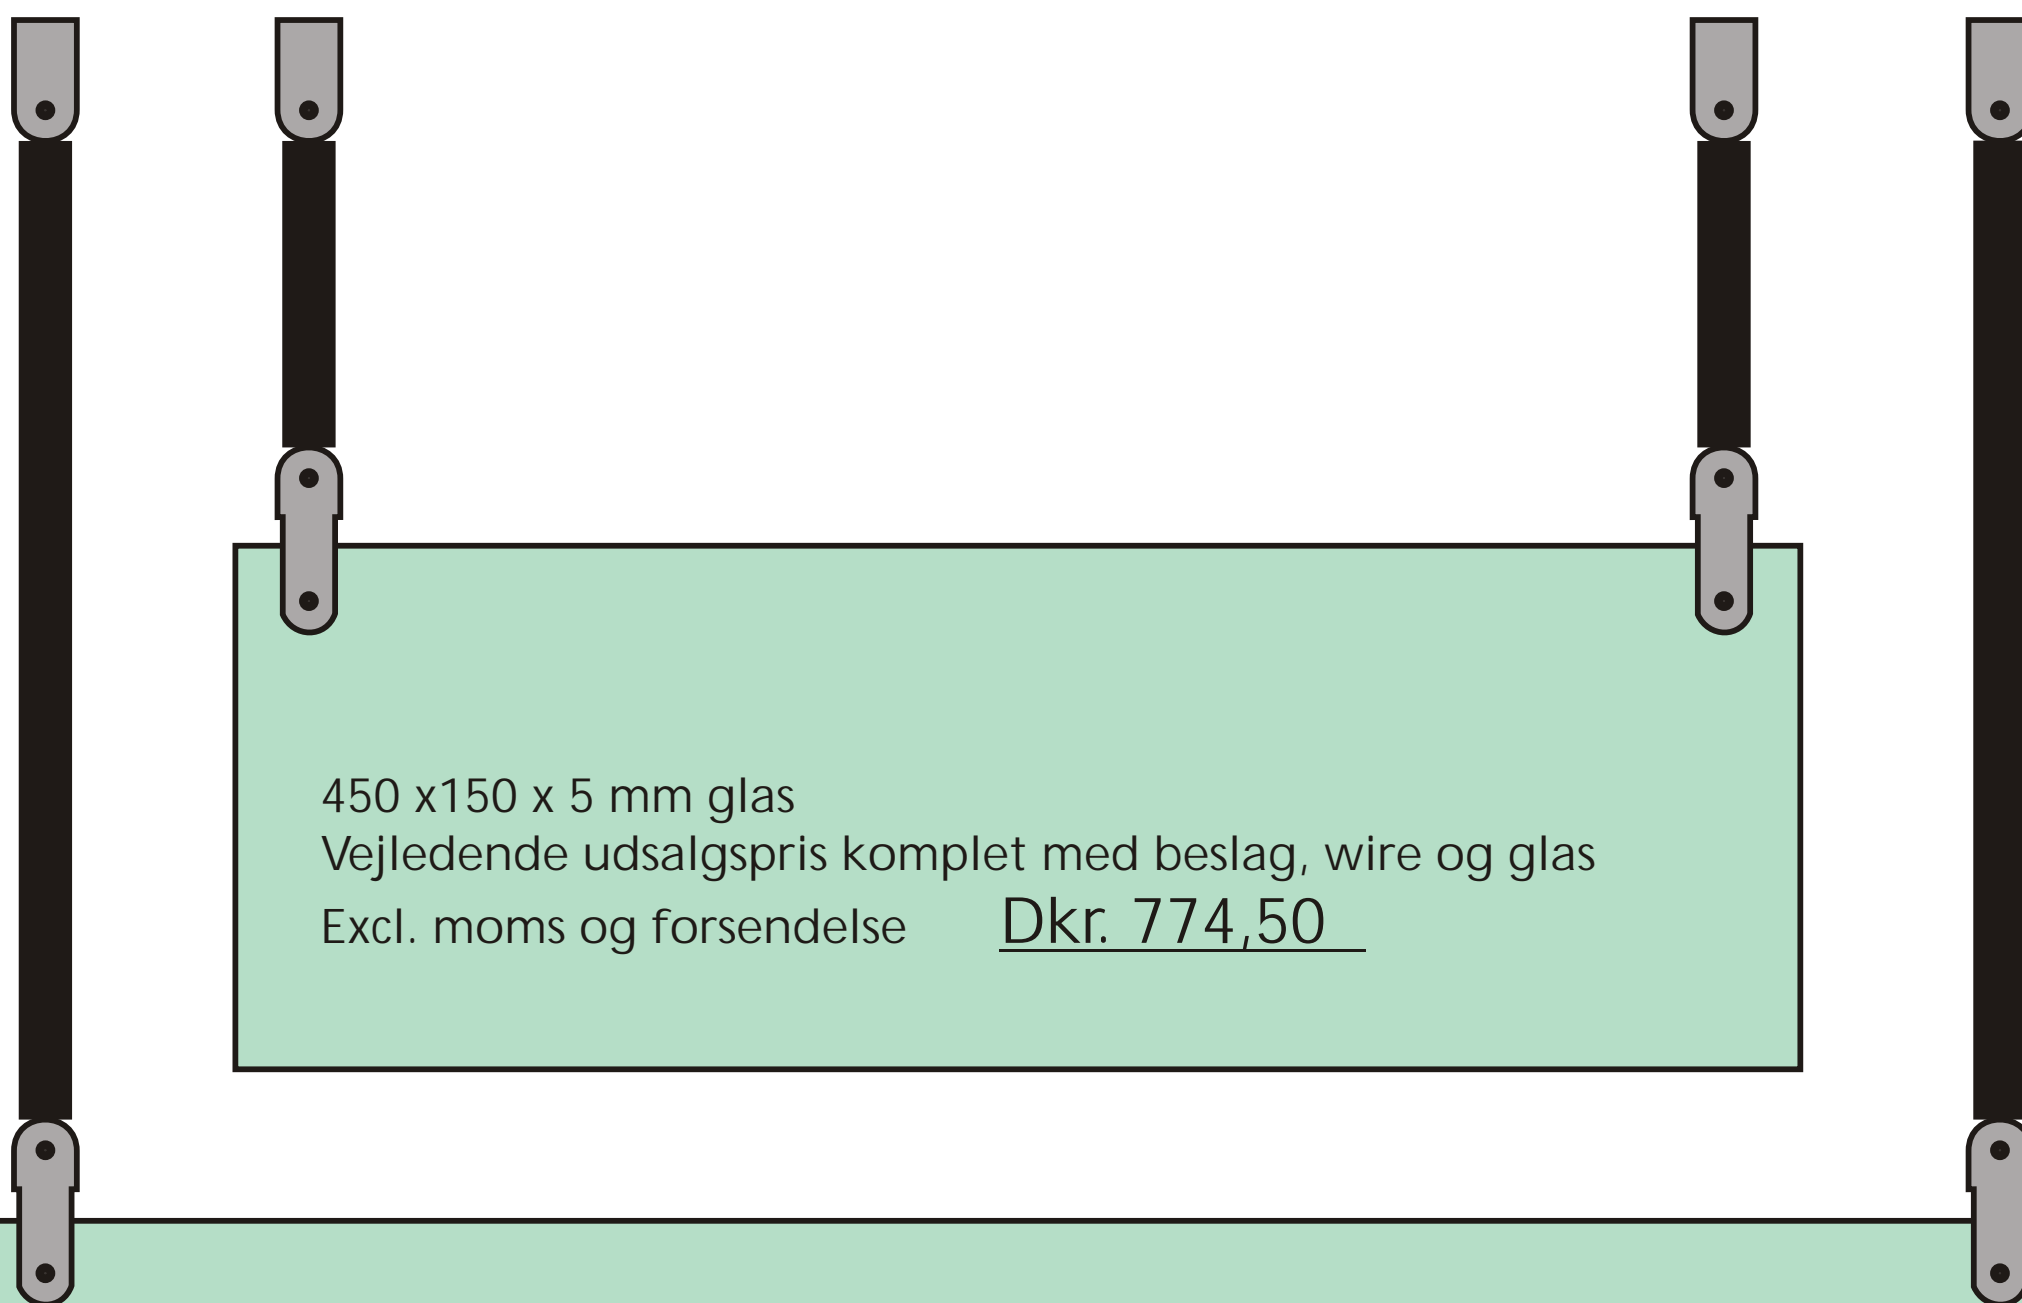 450 x150 x 5 mm glas
Vejledende udsalgspris komplet med beslag, wire og glas
Excl. moms og forsendelse Dkr. 774,50